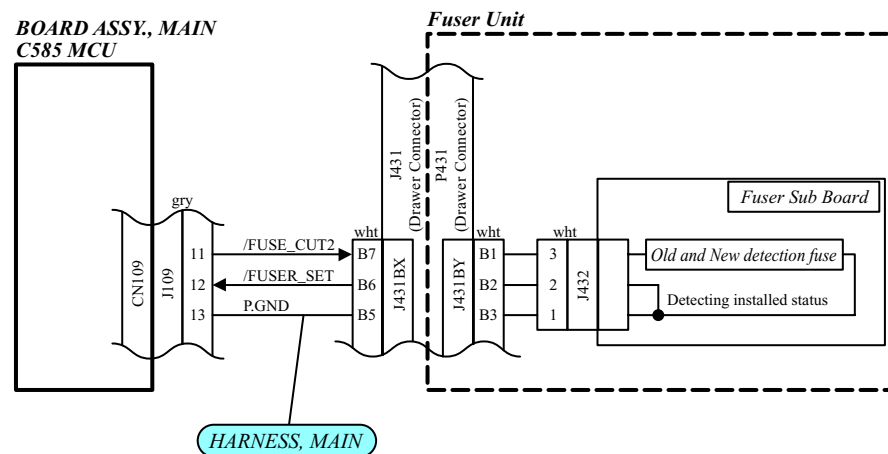 Fuser Unit
BOARD ASSY., MAIN
C585 MCU
J431
(Drawer Connector)
P431
(Drawer Connector)
Fuser Sub Board
gry
wht
wht
wht
CN109
J109
11
/FUSE_CUT2
B7
J431BX
J431BY
B1
3
J432
Old and New detection fuse
12
/FUSER_SET
B6
B2
2
Detecting installed status
13
P.GND
B5
B3
1
HARNESS, MAIN